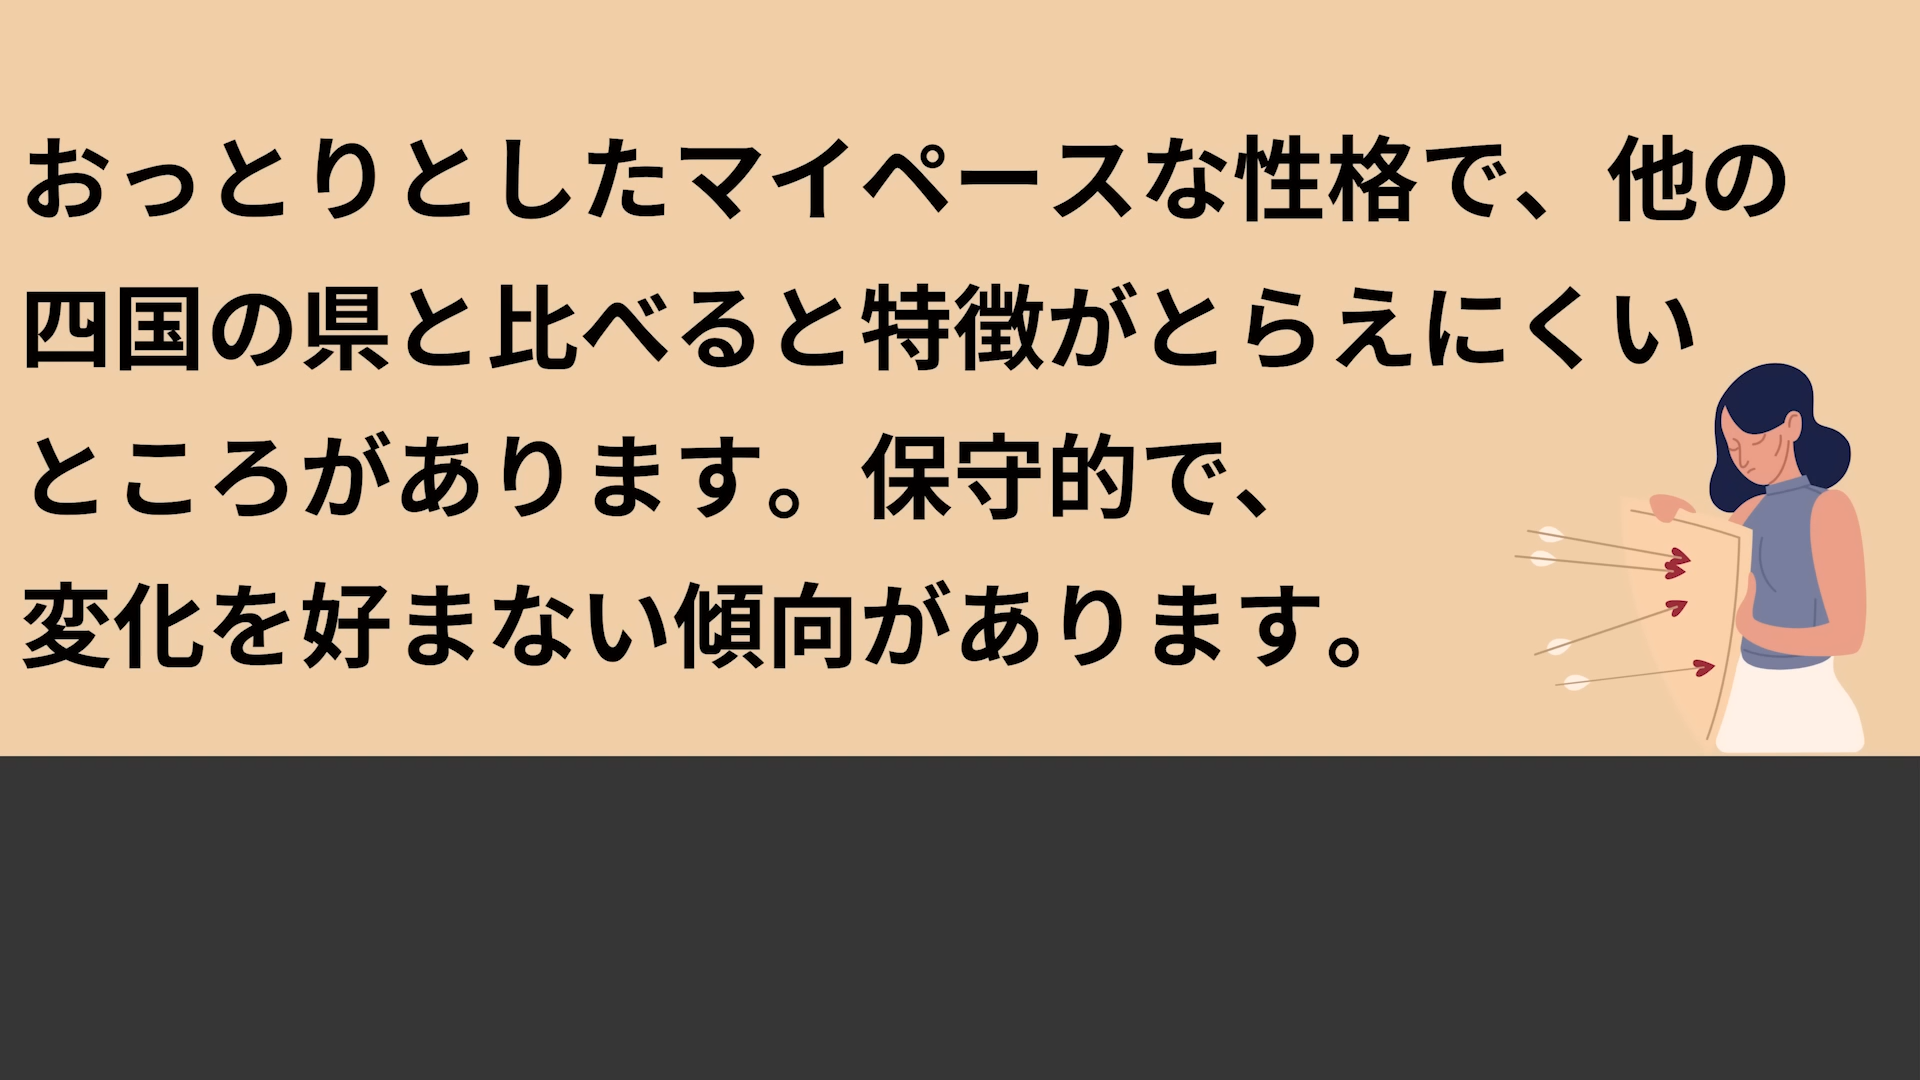 おっとりとしたマイペースな性格で、他の
四国の県と比べると特徴がとらえにくい
ところがあります。保守的で、
変化を好まない傾向があります。